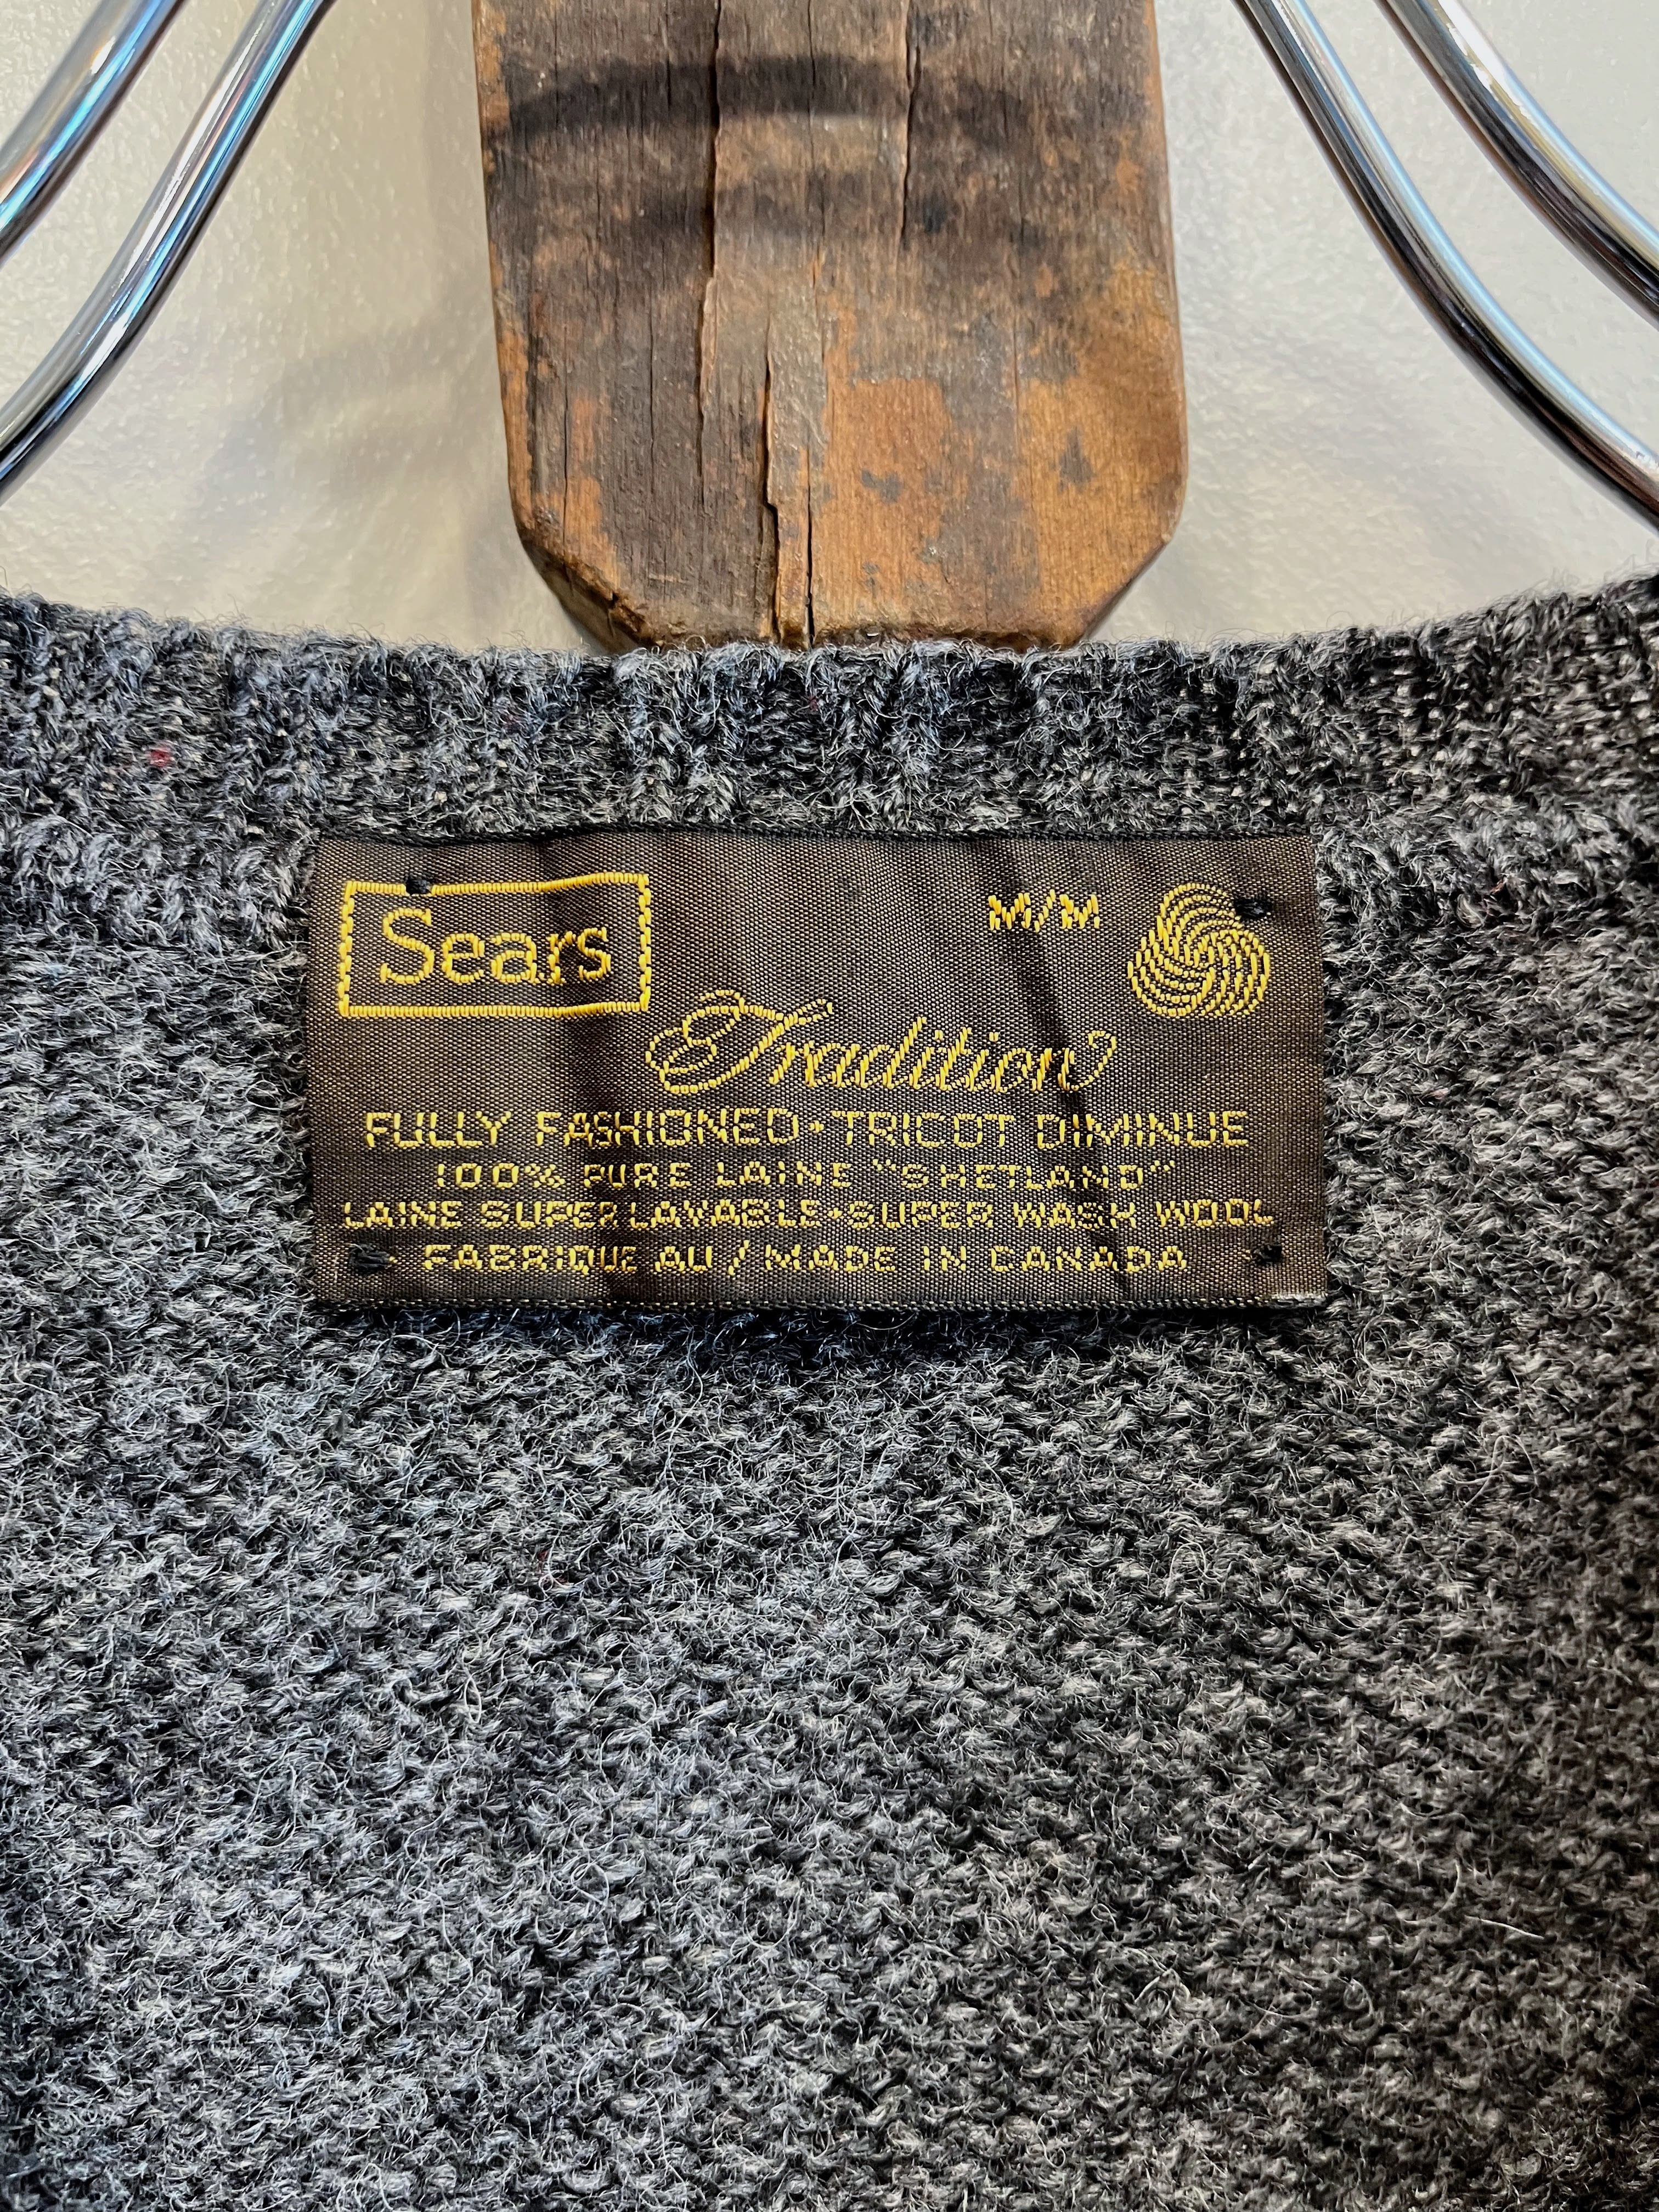 Sears
M/M
Tradition
FULLY FASHIONED·TRICOT DIMINUE
100% PURE LAINE "SHETLAND"
LAINE SUPER LAVABLE·SUPER WASH WOOL
FABRIQUE AU / MADE IN CANADA